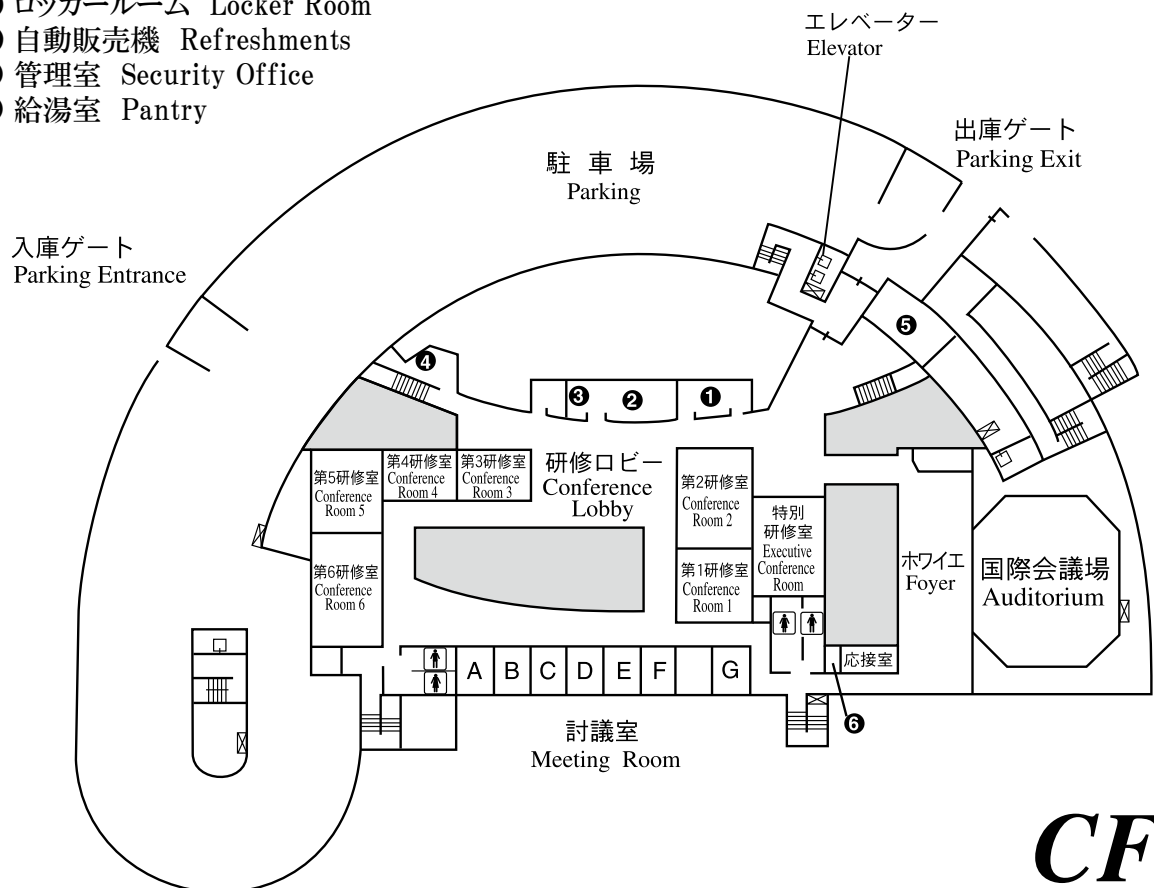 ロッカールーム Locker Room
自動販売機 Refreshments
管理室 Security Office
給湯室 Pantry
エレベーター
Elevator
出庫ゲート
Parking Exit
駐 車 場
Parking
入庫ゲート
Parking Entrance
❺
❹
❸
❷
❶
第5研修室
Conference
Room 5
第4研修室
Conference
Room 4
第3研修室
Conference
Room 3
研修ロビー
Conference
Lobby
第2研修室
Conference
Room 2
特別
研修室
Executive
Conference
Room
第6研修室
Conference
Room 6
第1研修室
Conference
Room 1
ホワイエ
Foyer
国際会議場
Auditorium
応接室
A B C D E F G
❻
討議室
Meeting Room
CF